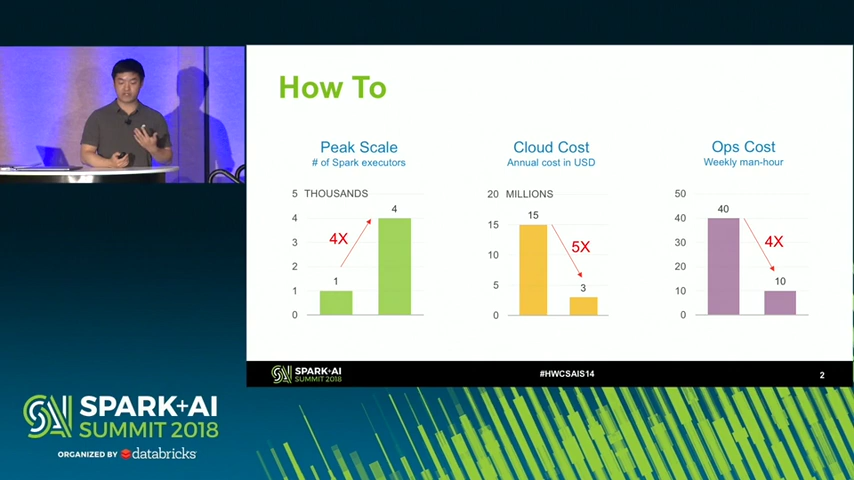 How To
Peak Scale
# of Spark executors
5 THOUSANDS
4
3
2
1
0
4X
1
4
Cloud Cost
Annual cost in USD
20 MILLIONS
15
10
5
0
15
5X
3
Ops Cost
Weekly man-hour
50
40
30
20
10
0
40
4X
10
SPARK+AI
SUMMIT 2018
#HWCSAIS14
2
SPARK+AI
SUMMIT 2018
ORGANIZED BY databricks